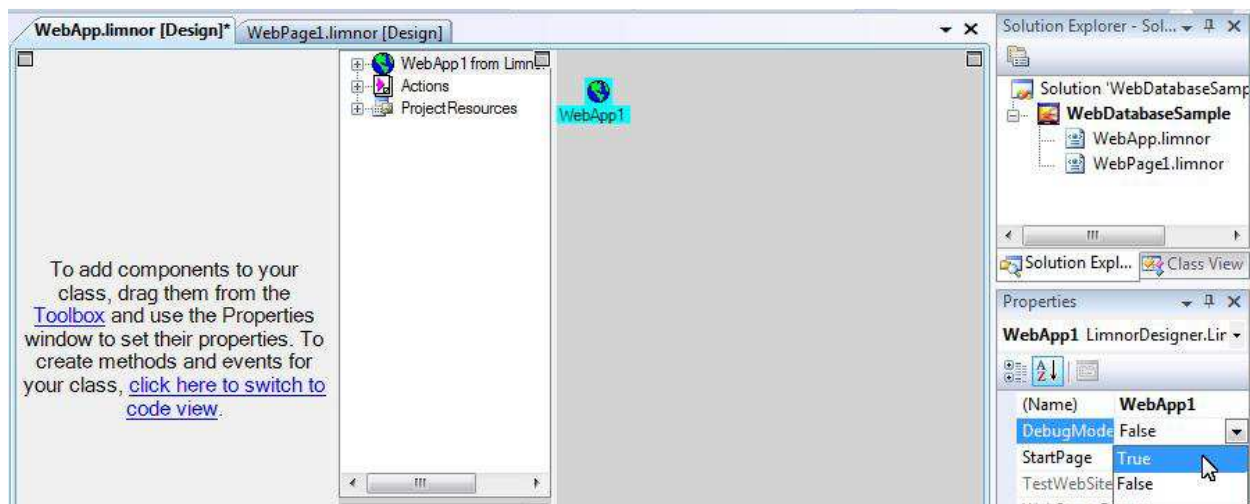 WebApp.limnor [Design]* WebPage1.limnor [Design]
To add components to your
class, drag them from the
Toolbox and use the Properties
window to set their properties. To
create methods and events for
your class, click here to switch to
code view.
WebApp1 from Limnor
Actions
ProjectResources
WebApp1
Solution Explorer - Sol...
Solution 'WebDatabaseSamp
WebDatabaseSample
WebApp.limnor
WebPage1.limnor
Solution Expl... Class View
Properties
WebApp1 LimnorDesigner.Lir
(Name) WebApp1
DebugMode False
StartPage True
TestWebSite False